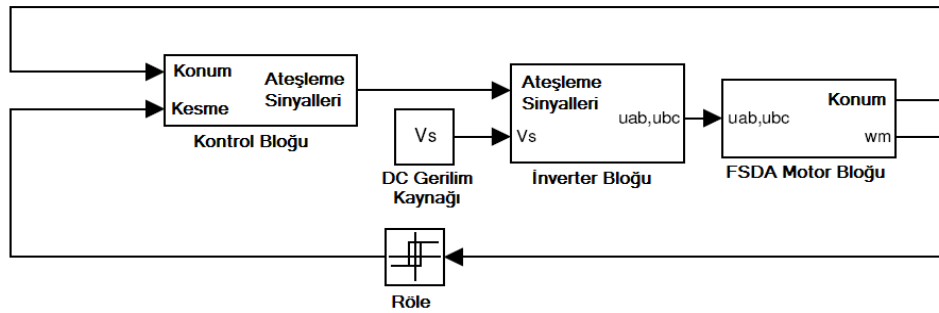 Konum
Kesme
Ateşleme
Sinyalleri
Kontrol Bloğu
Vs
DC Gerilim
Kaynağı
Ateşleme
Sinyalleri
Vs
uab,ubc
İnverter Bloğu
uab,ubc
Konum
wm
FSDA Motor Bloğu
Röle